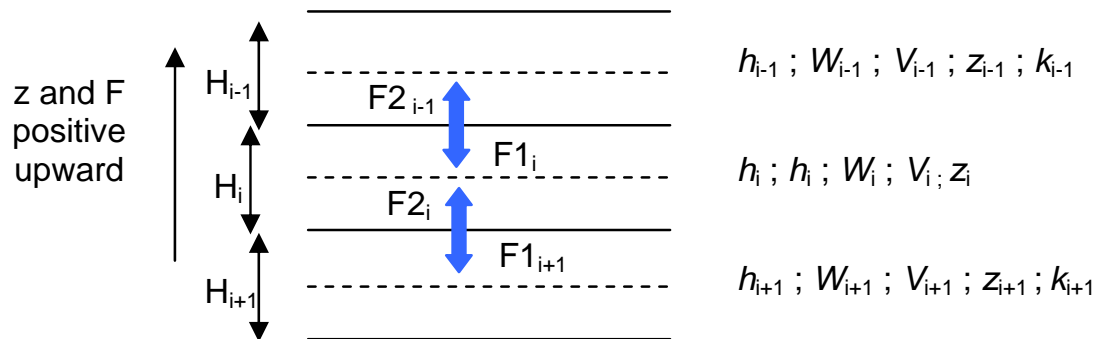 z and F
positive
upward
H_{i-1}
H_i
H_{i+1}
F2_{i-1}
F1_i
F2_i
F1_{i+1}
h_{i-1} ; W_{i-1} ; V_{i-1} ; z_{i-1} ; k_{i-1}
h_i ; h_i ; W_i ; V_i ; z_i
h_{i+1} ; W_{i+1} ; V_{i+1} ; z_{i+1} ; k_{i+1}